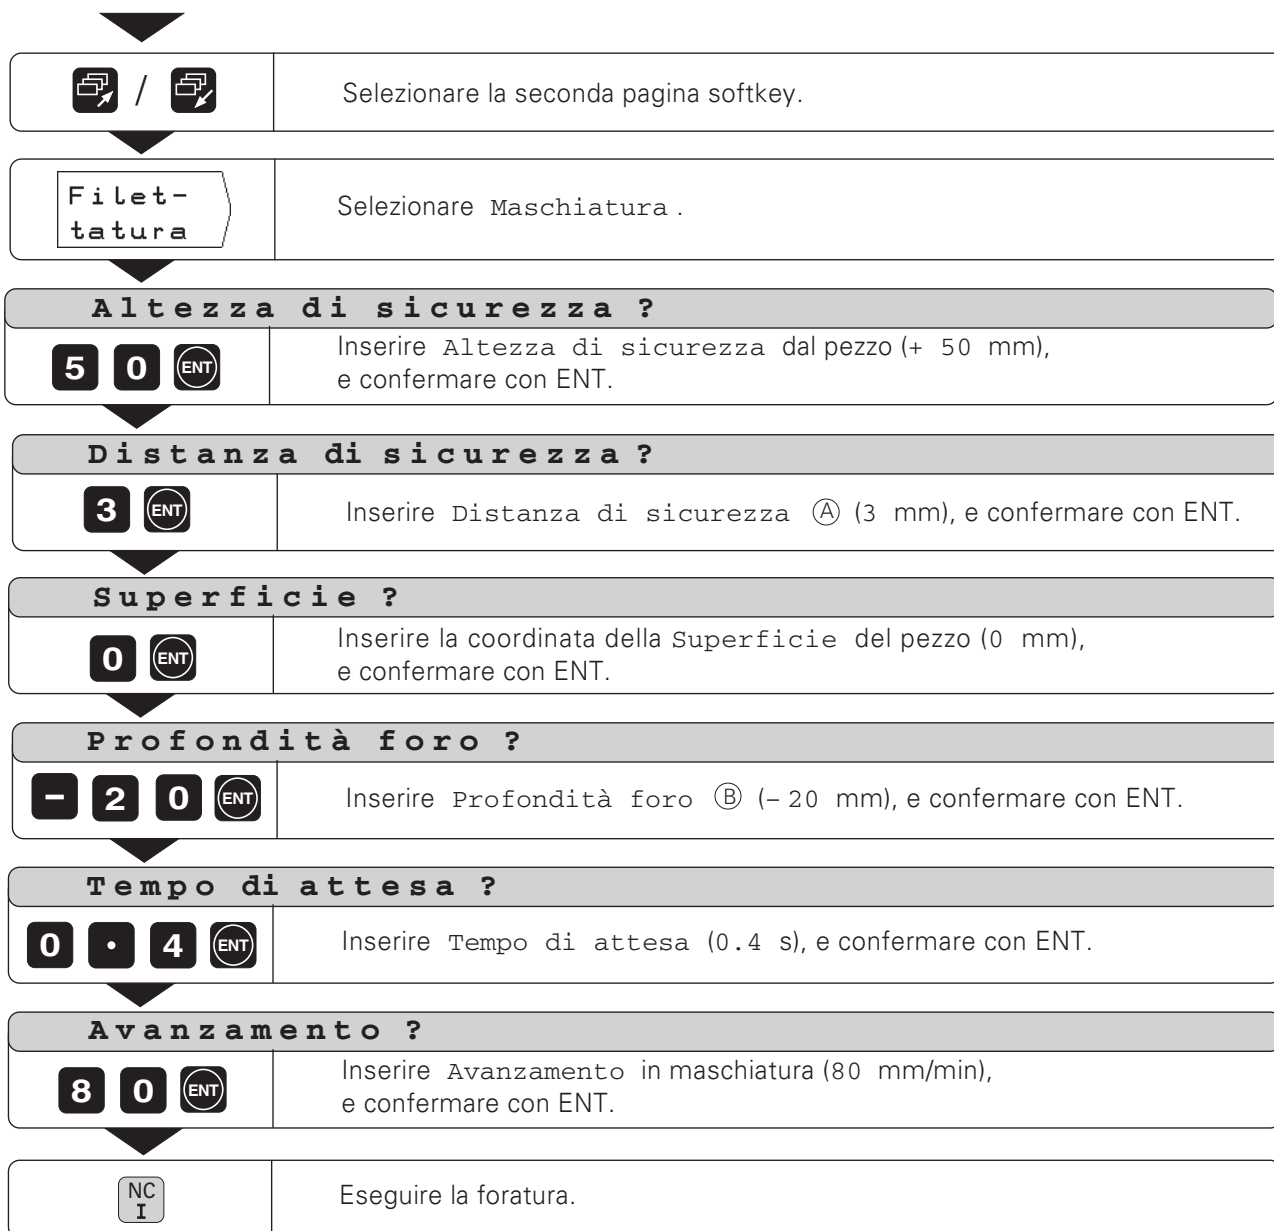 /
Selezionare la seconda pagina softkey.
Filet-
tatura
Selezionare Maschiatura.
Altezza di sicurezza ?
5 0 ENT
Inserire Altezza di sicurezza dal pezzo (+ 50 mm),
e confermare con ENT.
Distanza di sicurezza ?
3 ENT
Inserire Distanza di sicurezza Ⓐ (3 mm), e confermare con ENT.
Superficie ?
0 ENT
Inserire la coordinata della Superficie del pezzo (0 mm),
e confermare con ENT.
Profondità foro ?
- 2 0 ENT
Inserire Profondità foro Ⓑ (– 20 mm), e confermare con ENT.
Tempo di attesa ?
0 · 4 ENT
Inserire Tempo di attesa (0.4 s), e confermare con ENT.
Avanzamento ?
8 0 ENT
Inserire Avanzamento in maschiatura (80 mm/min),
e confermare con ENT.
NC
I
Eseguire la foratura.